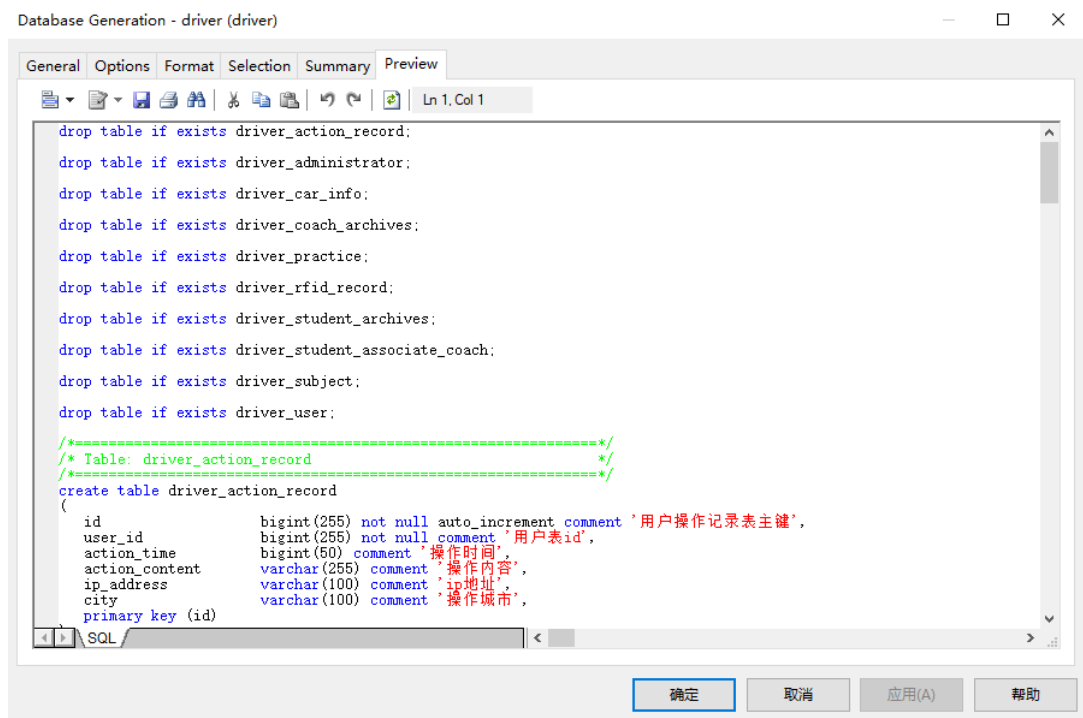 Database Generation - driver (driver)
General Options Format Selection Summary Preview
Ln 1, Col 1
drop table if exists driver_action_record;
drop table if exists driver_administrator;
drop table if exists driver_car_info;
drop table if exists driver_coach_archives;
drop table if exists driver_practice;
drop table if exists driver_rfid_record;
drop table if exists driver_student_archives;
drop table if exists driver_student_associate_coach;
drop table if exists driver_subject;
drop table if exists driver_user;
/*==============================================================*/
/* Table: driver_action_record */
/*==============================================================*/
create table driver_action_record
(
id bigint(255) not null auto_increment comment '用户操作记录表主键',
user_id bigint(255) not null comment '用户表id',
action_time bigint(50) comment '操作时间',
action_content varchar(255) comment '操作内容',
ip_address varchar(100) comment 'ip地址',
city varchar(100) comment '操作城市',
primary key (id)
SQL
确定 取消 应用(A) 帮助